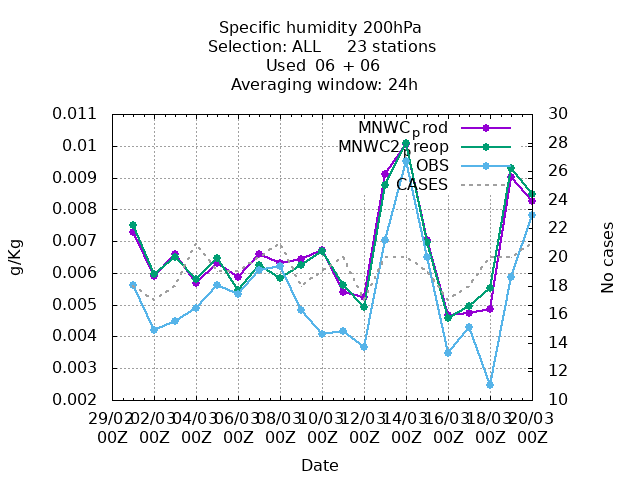 Specific humidity 200hPa
Selection: ALL 23 stations
Used 06 + 06
Averaging window: 24h
0.011
0.01
0.009
0.008
0.007
0.006
0.005
0.004
0.003
0.002
g/Kg
30
28
26
24
22
20
18
16
14
12
10
No cases
MNWCprod
MNWC2preop
OBS
CASES
29/02 02/03 04/03 06/03 08/03 10/03 12/03 14/03 16/03 18/03 20/03
00Z 00Z 00Z 00Z 00Z 00Z 00Z 00Z 00Z 00Z 00Z
Date